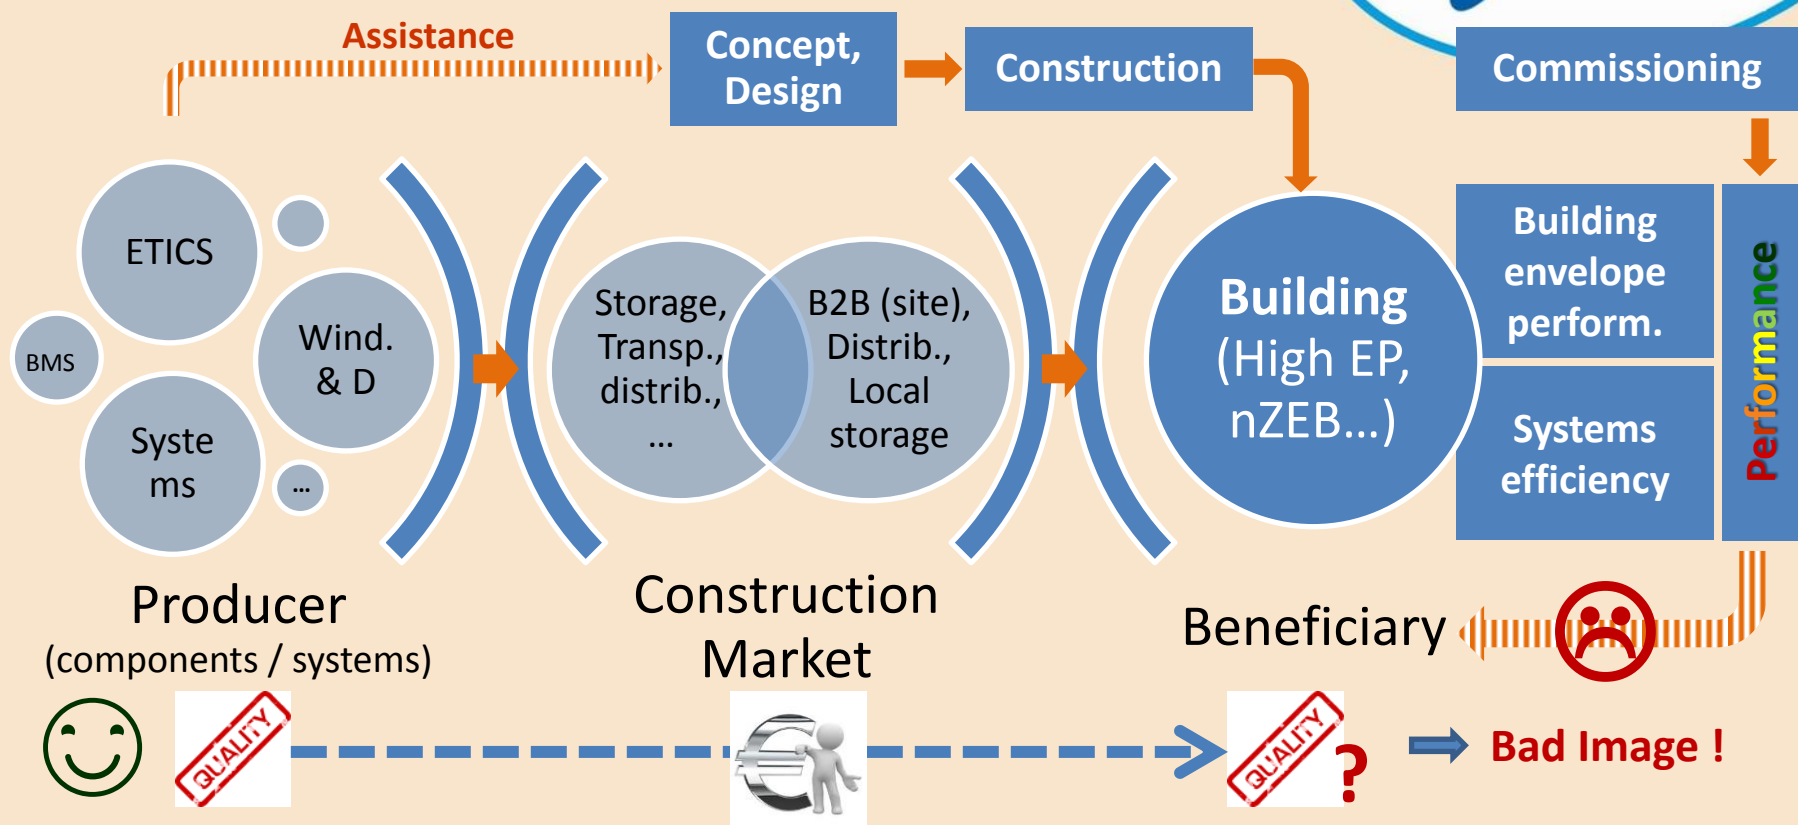 Assistance
Concept,
Design
Construction
Commissioning
ETICS
BMS
Wind.
& D
Syste
ms
...
Storage,
Transp.,
distrib.,
...
B2B (site),
Distrib.,
Local
storage
Building
(High EP,
nZEB...)
Building
envelope
perform.
Systems
efficiency
Performance
Producer
(components / systems)
Construction
Market
Beneficiary
QUALITY
€
QUALITY
?
Bad Image !